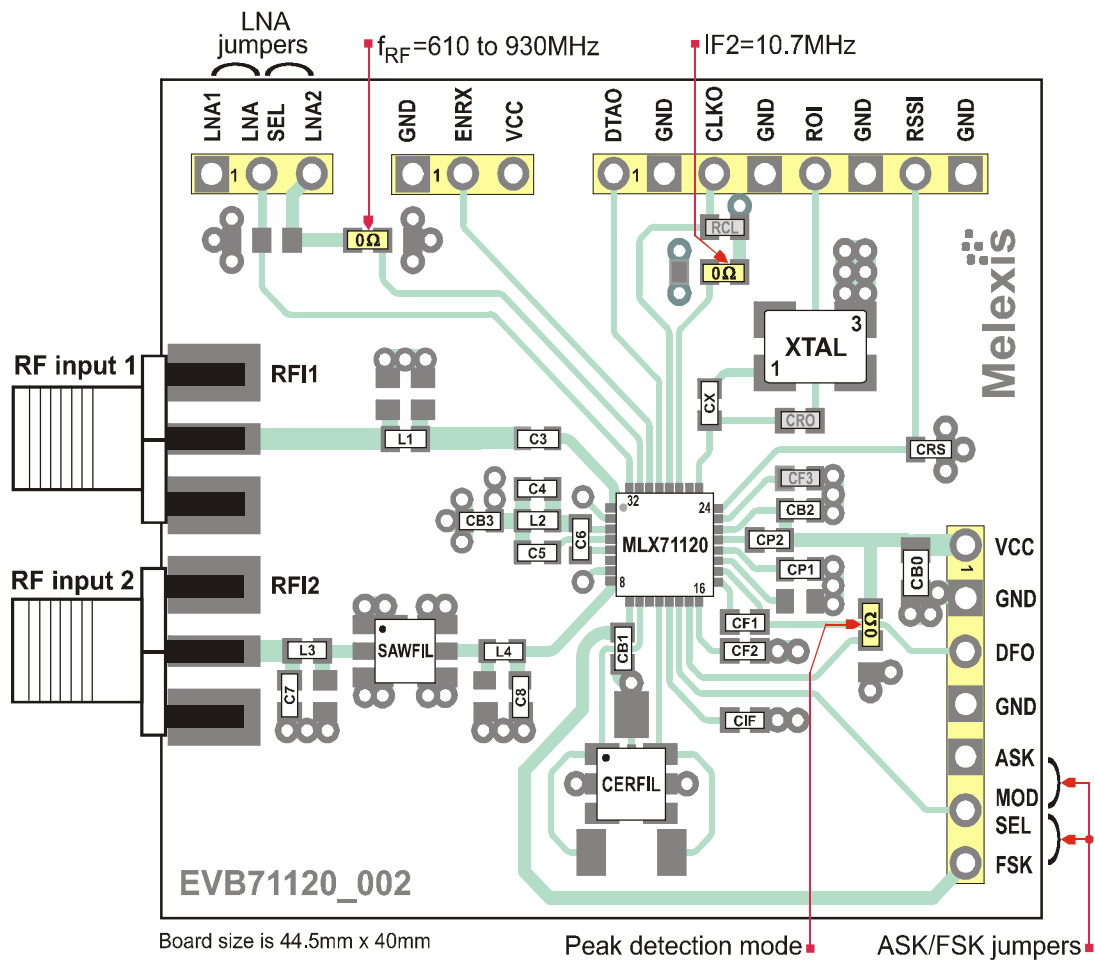 LNA
jumpers
fRF=610 to 930MHz
IF2=10.7MHz
LNA1
LNA
SEL
LNA2
GND
ENRX
VCC
DTAO
GND
CLKO
GND
ROI
GND
RSSI
GND
1
1
1
RCL
0Ω
0Ω
Melexis
3
XTAL
1
RF input 1
RFI1
CX
CRO
L1
C3
CRS
C4
32
24
CF3
CB3
L2
C6
MLX71120
CB2
CP2
C5
8
16
CP1
CB0
1
VCC
RF input 2
RFI2
GND
CF1
0Ω
L3
SAWFIL
L4
CB1
CF2
DFO
C7
C8
GND
CIF
ASK
CERFIL
MOD
SEL
FSK
EVB71120_002
Board size is 44.5mm x 40mm
Peak detection mode
ASK/FSK jumpers